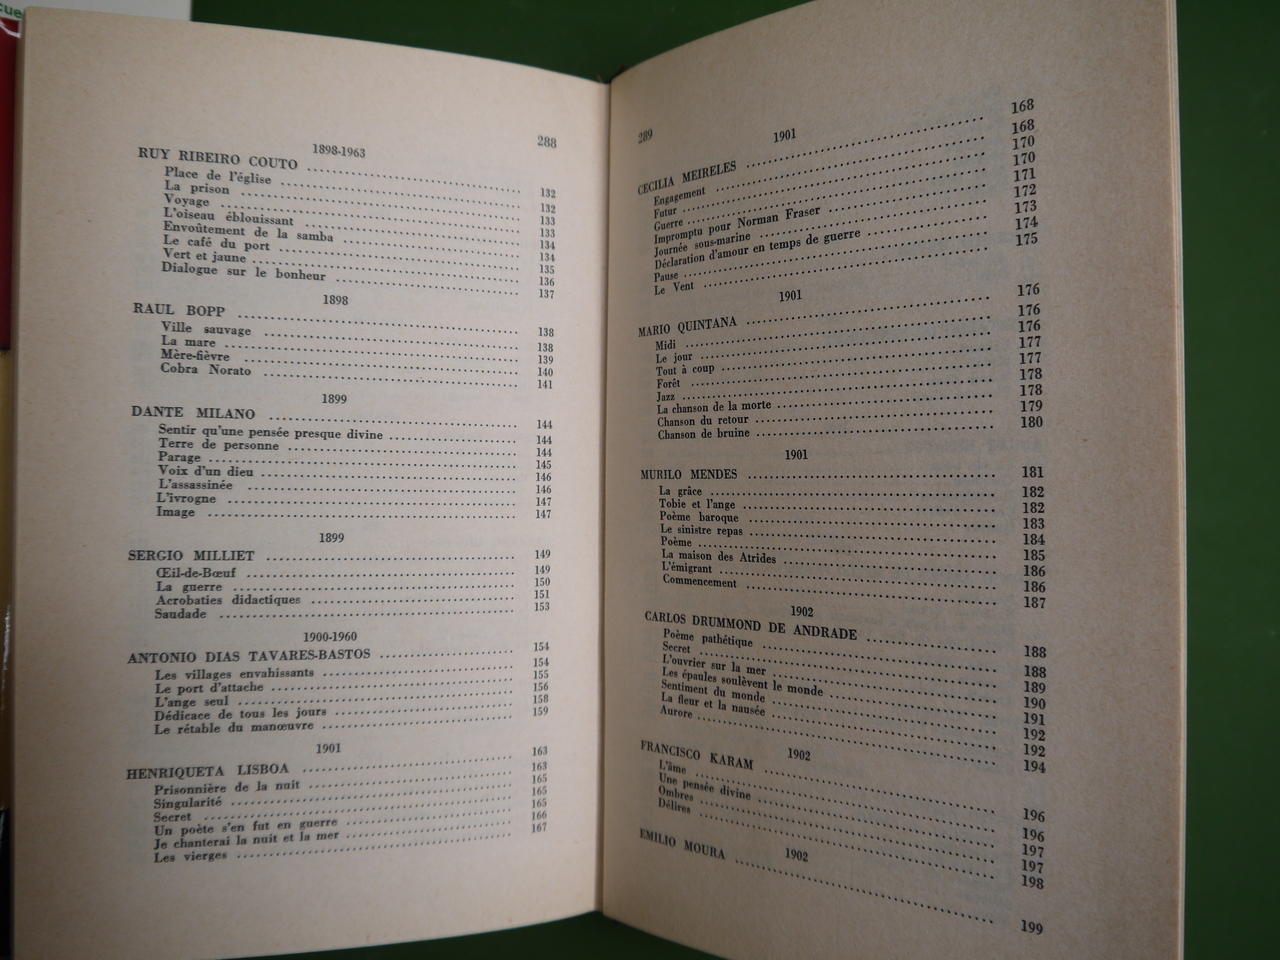 cue
288
1898-1963
RUY RIBEIRO COUTO ........ 132
Place de l'église ........ 132
La prison ........ 133
Voyage ........ 133
L'oiseau éblouissant ........ 134
Envoûtement de la samba ........ 134
Le café du port ........ 135
Vert et jaune ........ 136
Dialogue sur le bonheur ........ 137
1898
RAUL BOPP ........ 138
Ville sauvage ........ 138
La mare ........ 139
Mère-fièvre ........ 140
Cobra Norato ........ 141
1899
DANTE MILANO ........ 144
Sentir qu'une pensée presque divine ........ 144
Terre de personne ........ 144
Parage ........ 145
Voix d'un dieu ........ 146
L'assassinée ........ 146
L'ivrogne ........ 147
Image ........ 147
1899
SERGIO MILLIET ........ 149
Œil-de-Bœuf ........ 149
La guerre ........ 150
Acrobaties didactiques ........ 151
Saudade ........ 153
1900-1960
ANTONIO DIAS TAVARES-BASTOS ........ 154
Les villages envahissants ........ 154
Le port d'attache ........ 155
L'ange seul ........ 156
Dédicace de tous les jours ........ 158
Le rétable du manœuvre ........ 159
1901
HENRIQUETA LISBOA ........ 163
Prisonnière de la nuit ........ 163
Singularité ........ 165
Secret ........ 165
Un poète s'en fut en guerre ........ 165
Je chanterai la nuit et la mer ........ 166
Les vierges ........ 167
289
1901
CECILIA MEIRELES ........ 168
Engagement ........ 168
Futur ........ 170
Guerre ........ 170
Impromptu pour Norman Fraser ........ 171
Journée sous-marine ........ 172
Déclaration d'amour en temps de guerre ........ 173
Pause ........ 174
Le Vent ........ 175
1901
MARIO QUINTANA ........ 176
Midi ........ 176
Le jour ........ 176
Tout à coup ........ 177
Forêt ........ 177
Jazz ........ 178
La chanson de la morte ........ 178
Chanson du retour ........ 179
Chanson de bruine ........ 180
1901
MURILO MENDES ........ 181
La grâce ........ 182
Tobie et l'ange ........ 182
Poème baroque ........ 183
Le sinistre repas ........ 184
Poème ........ 185
La maison des Atrides ........ 186
L'émigrant ........ 186
Commencement ........ 187
1902
CARLOS DRUMMOND DE ANDRADE ........ 188
Poème pathétique ........ 188
Secret ........ 189
L'ouvrier sur la mer ........ 190
Les épaules soulèvent le monde ........ 191
Sentiment du monde ........ 192
La fleur et la nausée ........ 192
Aurore ........ 194
1902
FRANCISCO KARAM ........ 196
L'âme ........ 196
Une pensée divine ........ 197
Ombres ........ 197
Délires ........ 198
1902
EMILIO MOURA ........ 199